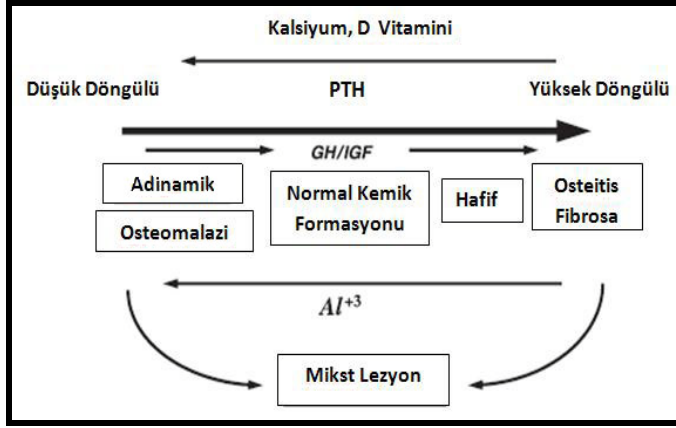 Kalsiyum, D Vitamini
Düşük Döngülü PTH Yüksek Döngülü
GH/IGF
Adinamik
Osteomalazi
Normal Kemik
Formasyonu
Hafif
Osteitis
Fibrosa
Al+3
Mikst Lezyon